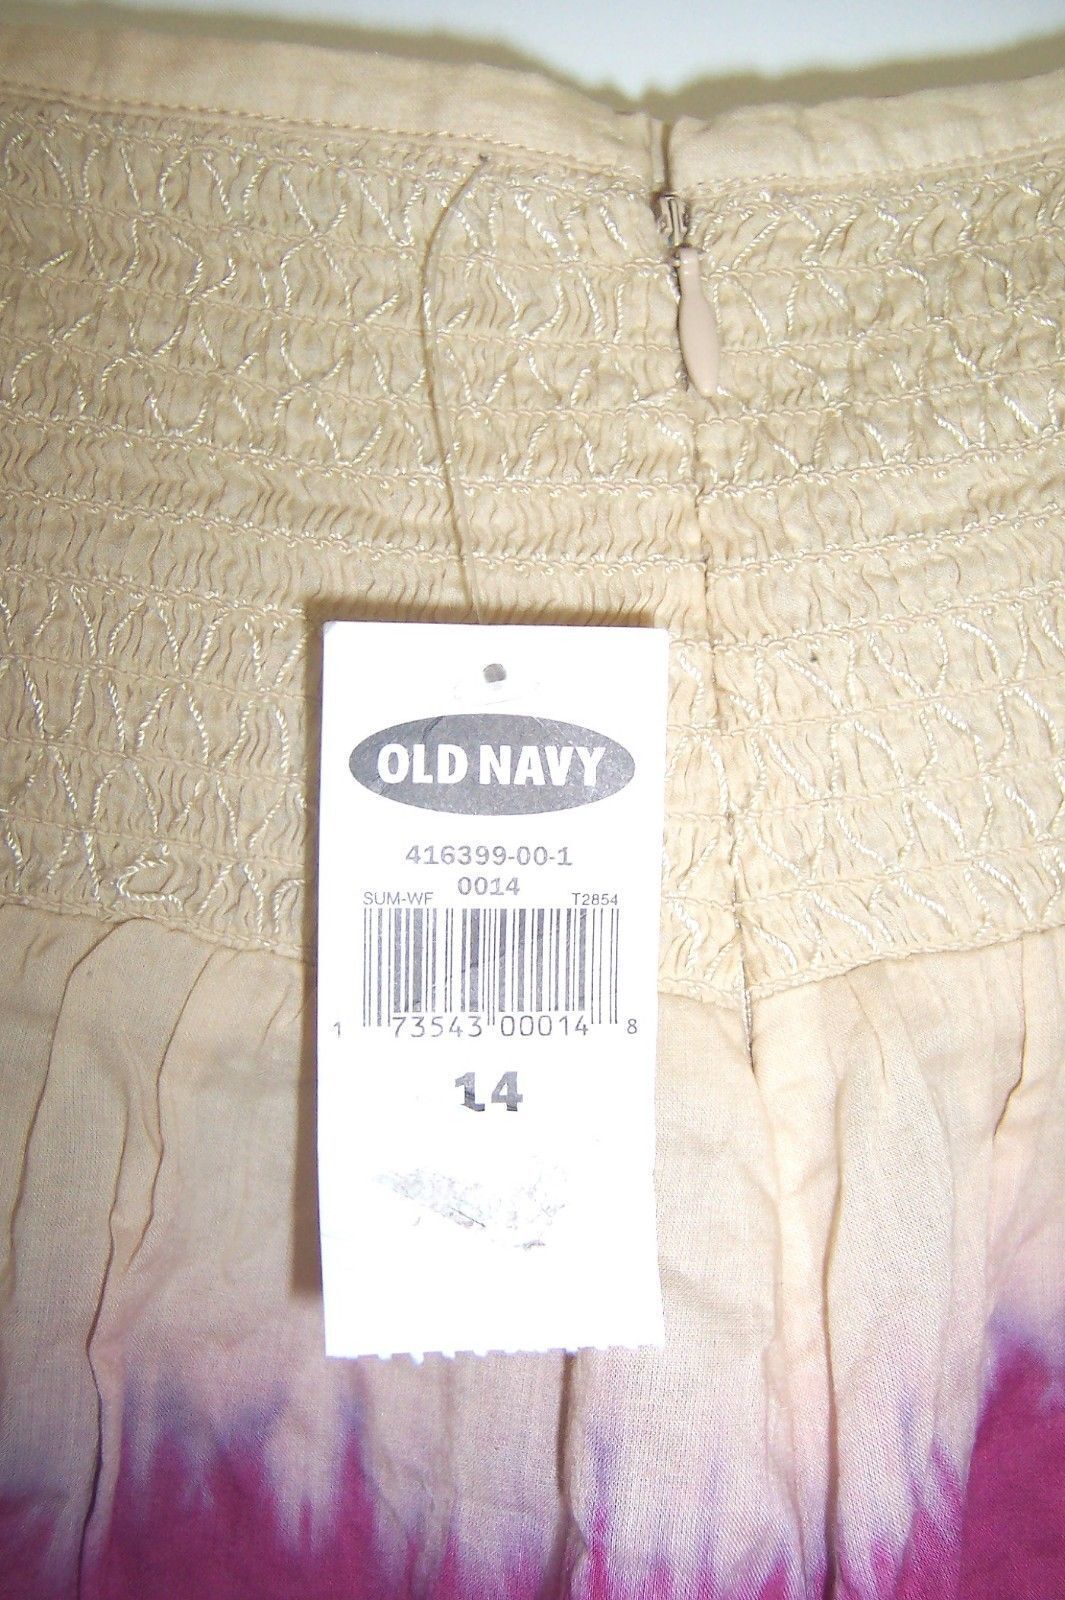 OLD NAVY
416399-00-1
0014
SUM-WF T2854
1 73543 00014 8
14